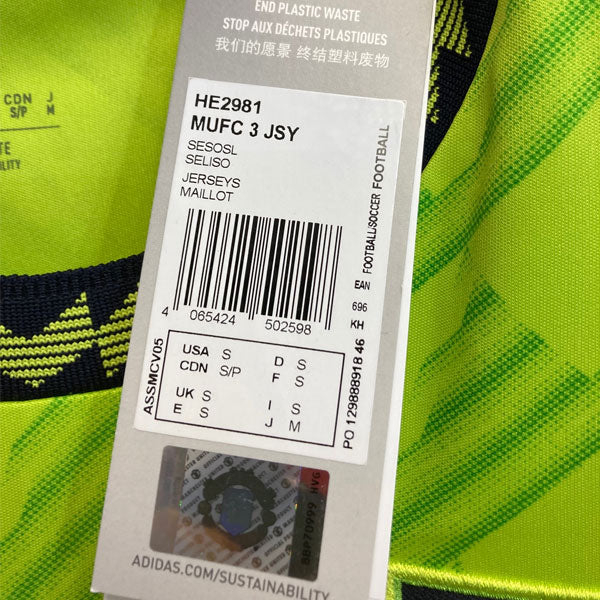 END PLASTIC WASTE
STOP AUX DÉCHETS PLASTIQUES
我们的愿景 终结塑料废物
CDN J
S/P M
HE2981
MUFC 3 JSY
SESOSL
SELISO
JERSEYS
MAILLOT
FOOTBALL/SOCCER FOOTBALL
EAN
696
KH
4 065424 502598
ASSMCV05
USA S D S
CDN S/P F S
UK S I S
E S J M
PO 129888918 46
BBP70999 HVG
ADIDAS.COM/SUSTAINABILITY